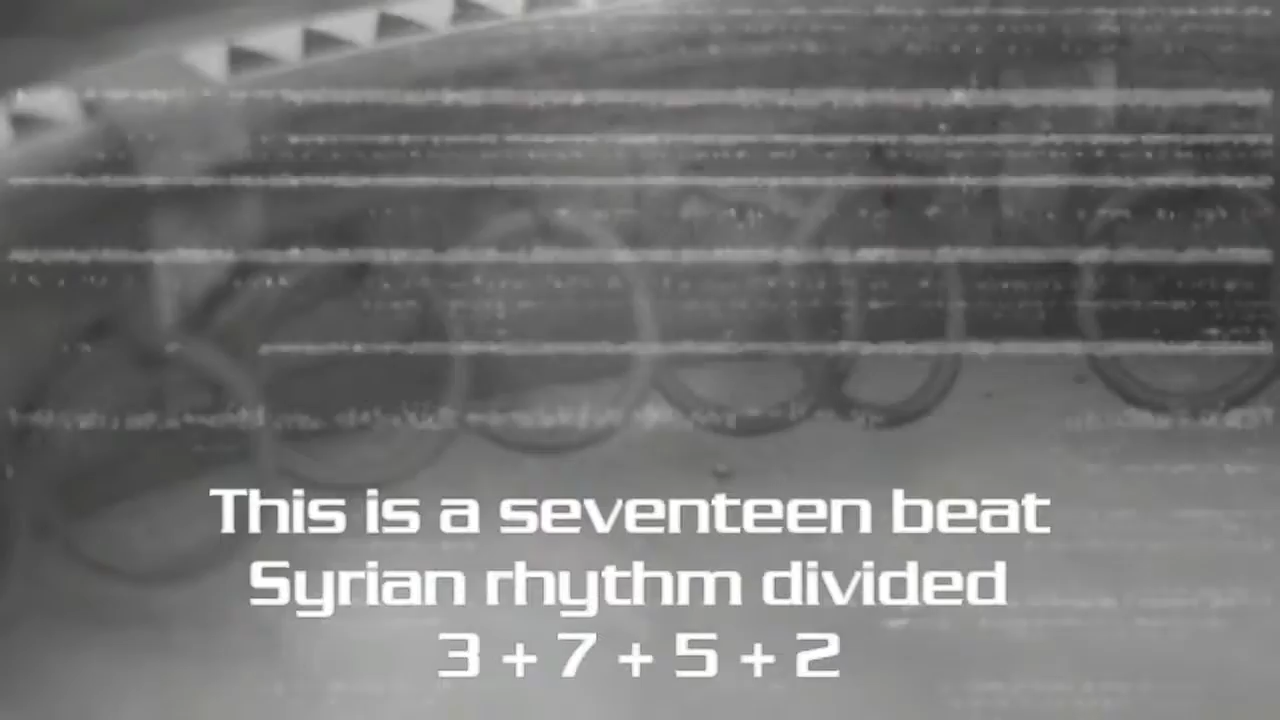 This is a seventeen beat
Syrian rhythm divided
3 + 7 + 5 + 2